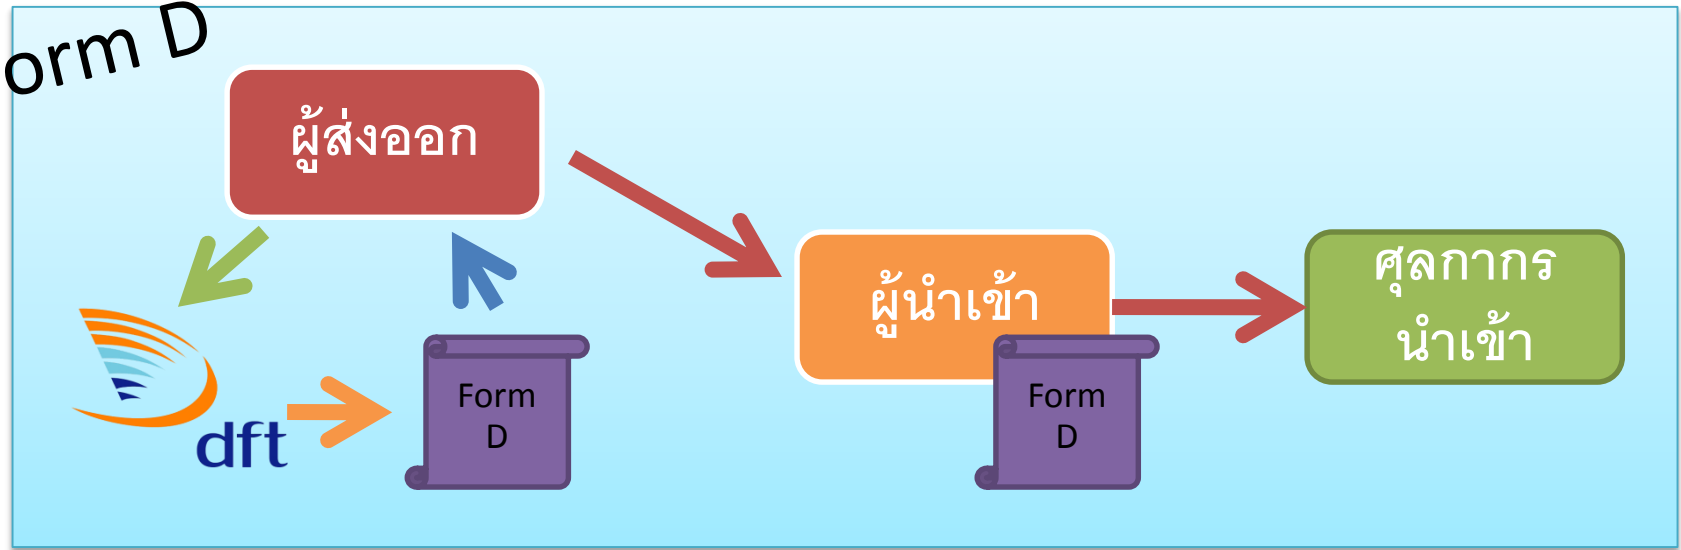 orm D
ผู้ส่งออก
ผู้นำเข้า
ศุลกากร
นำเข้า
dft
Form
D
Form
D